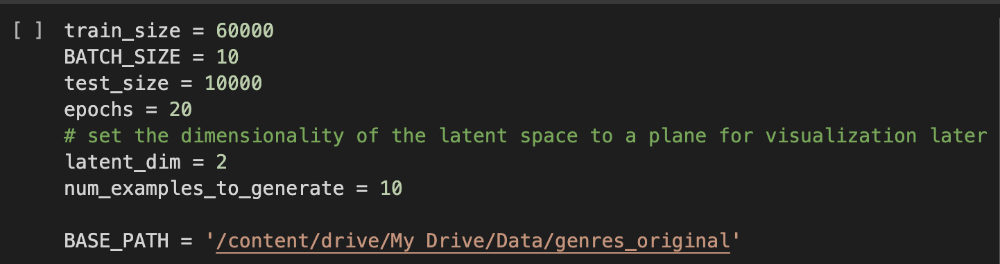 [ ] train_size = 60000
BATCH_SIZE = 10
test_size = 10000
epochs = 20
# set the dimensionality of the latent space to a plane for visualization later
latent_dim = 2
num_examples_to_generate = 10
BASE_PATH = '/content/drive/My Drive/Data/genres_original'